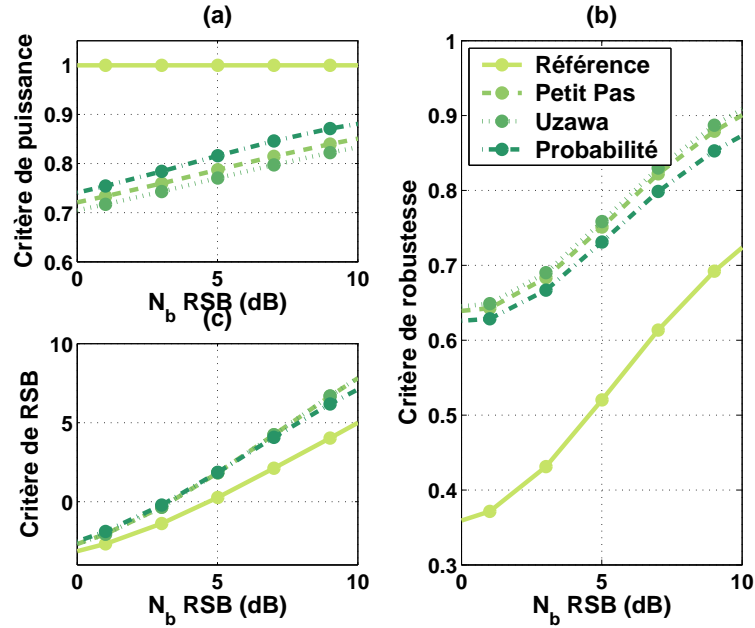 (a)
Critère de puissance
1
0.9
0.8
0.7
0.6
0 5 10
N_b RSB (dB)
(c)
Critère de RSB
10
5
0
0 5 10
N_b RSB (dB)
(b)
Critère de robustesse
1
0.9
0.8
0.7
0.6
0.5
0.4
0.3
0 5 10
N_b RSB (dB)
Référence
Petit Pas
Uzawa
Probabilité